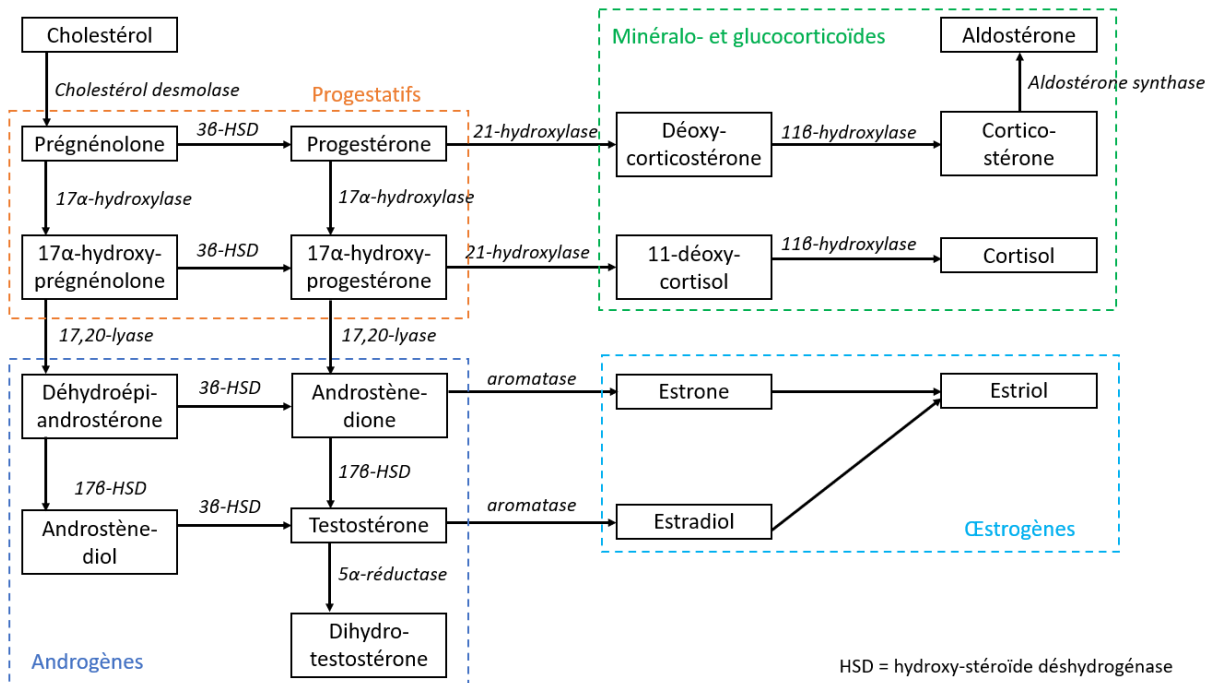 Cholestérol
Minéralo- et glucocorticoïdes
Aldostérone
Cholestérol desmolase
Progestatifs
Aldostérone synthase
Prégnénolone
3β-HSD
Progestérone
21-hydroxylase
Déoxy-
corticostérone
11β-hydroxylase
Cortico-
stérone
17α-hydroxylase
17α-hydroxylase
17α-hydroxy-
prégnénolone
3β-HSD
17α-hydroxy-
progestérone
21-hydroxylase
11-déoxy-
cortisol
11β-hydroxylase
Cortisol
17,20-lyase
17,20-lyase
Déhydroépi-
androstérone
3β-HSD
Androstène-
dione
aromatase
Estrone
Estriol
17β-HSD
17β-HSD
Androstène-
diol
3β-HSD
Testostérone
aromatase
Estradiol
Œstrogènes
5α-réductase
Dihydro-
testostérone
Androgènes
HSD = hydroxy-stéroïde déshydrogénase